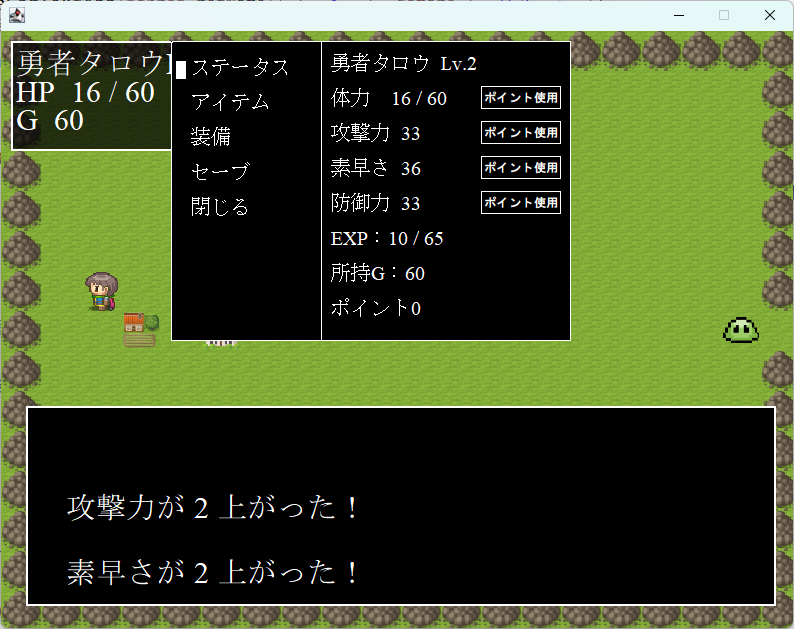 勇者タロウ
HP 16 / 60
G 60
ステータス
アイテム
装備
セーブ
閉じる
勇者タロウ Lv.2
体力 16 / 60 ポイント使用
攻撃力 33 ポイント使用
素早さ 36 ポイント使用
防御力 33 ポイント使用
EXP：10 / 65
所持G：60
ポイント0
攻撃力が 2 上がった！
素早さが 2 上がった！